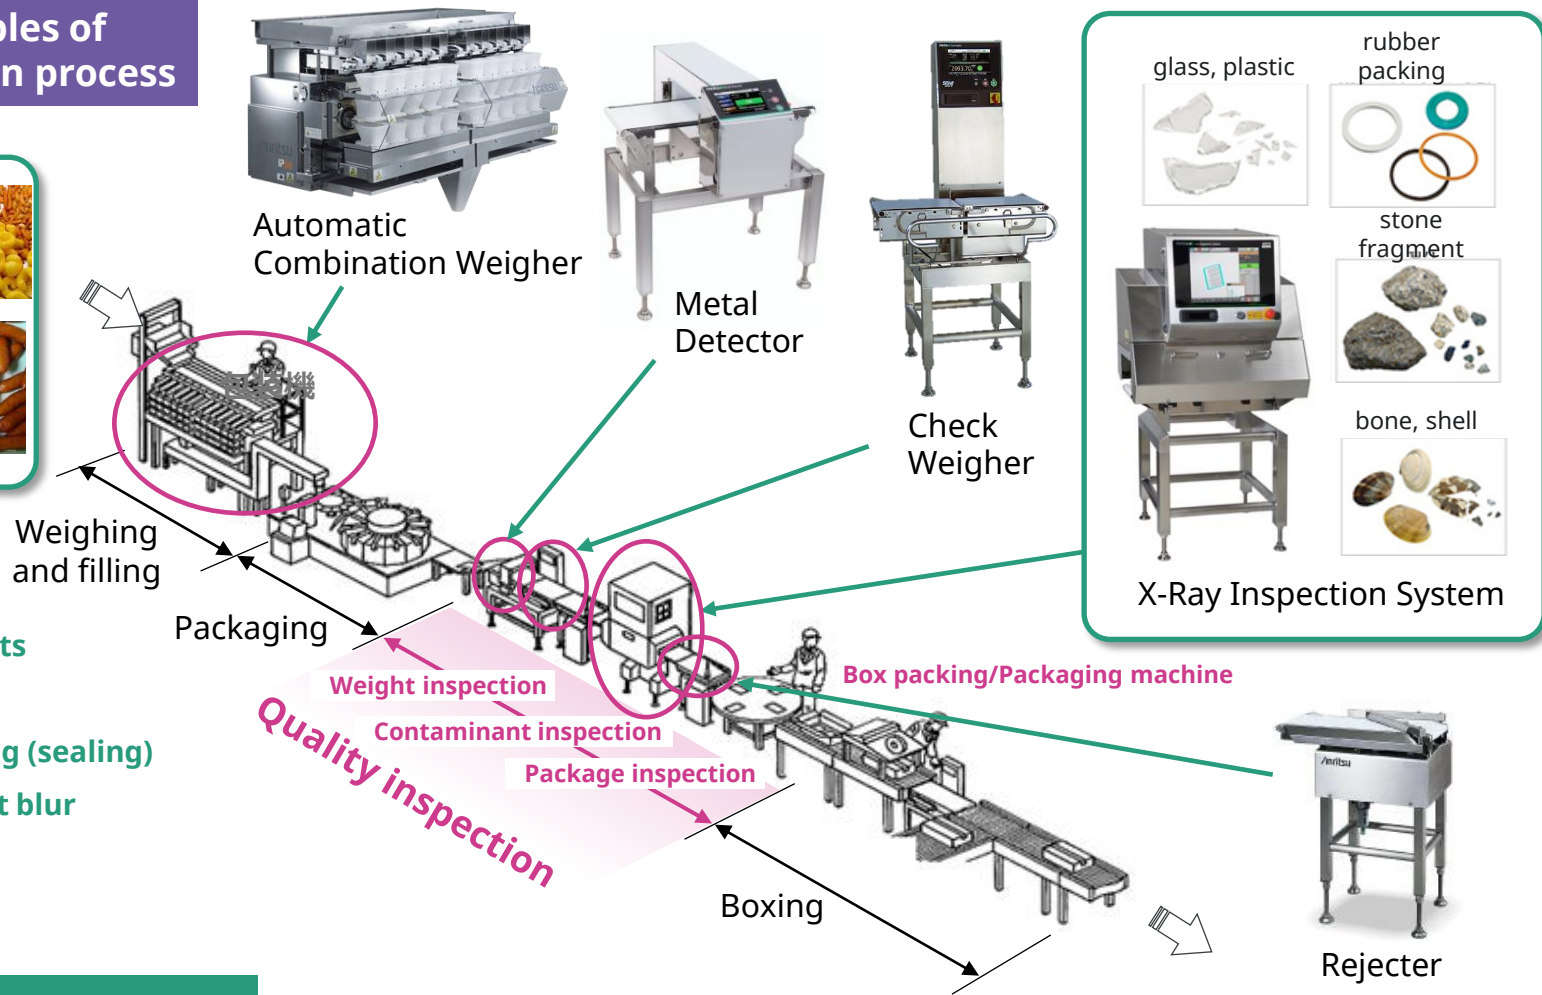 ples of
n process
Automatic
Combination Weigher
Metal
Detector
Check
Weigher
glass, plastic
rubber
packing
stone
fragment
bone, shell
X-Ray Inspection System
Weighing
and filling
Packaging
Weight inspection
Contaminant inspection
Package inspection
Quality inspection
Box packing/Packaging machine
Boxing
Rejecter
Anritsu
Anritsu
ts
g (sealing)
t blur